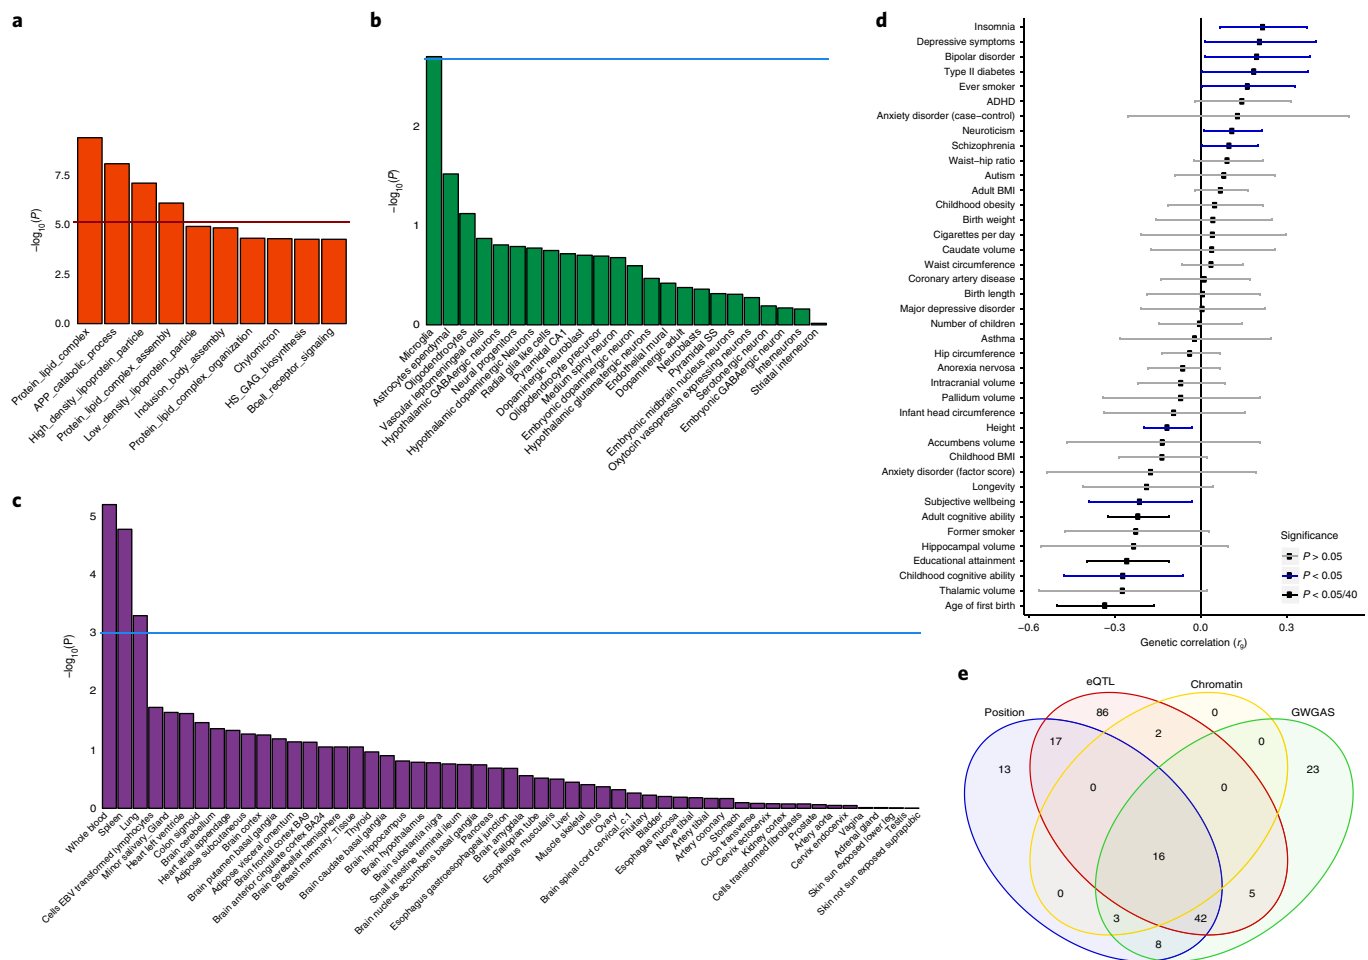 a
−log10(P)
7.5
5.0
2.5
0.0
Protein_lipid_complex
APP_catabolic_process
High_density_lipoprotein_particle
Protein_lipid_complex_assembly
Low_density_lipoprotein_particle
Inclusion_body_assembly
Protein_lipid_complex_organization
Chylomicron
HS_GAG_biosynthesis
Bcell_receptor_signaling
b
−log10(P)
2
1
0
Microglia
Astrocytes ependymal
Oligodendrocytes
Vascular leptomeningeal cells
Hypothalamic GABAergic neurons
Neural progenitors
Hypothalamic dopaminergic Neurons
Radial glial like cells
Pyramidal CA1
Dopaminergic neuroblast
Oligodendrocyte precursor
Medium spiny neuron
Embryonic dopaminergic neuron
Hypothalamic glutamatergic neurons
Endothelial mural
Dopaminergic adult
Neuroblasts
Pyramidal SS
Embryonic midbrain nucleus neurons
Oxytocin vasopressin expressing neurons
Serotonergic neuron
Embryonic GABAergic neuron
Interneurons
Striatal interneuron
c
−log10(P)
5
4
3
2
1
0
Whole blood
Spleen
Lung
Cells EBV transformed lymphocytes
Minor salivary_Gland
Heart left ventricle
Colon sigmoid
Brain cerebellum
Heart atrial appendage
Adipose subcutaneous
Brain cortex
Brain putamen basal ganglia
Adipose visceral omentum
Brain frontal cortex BA9
Brain anterior cingulate cortex BA24
Brain cerebellar hemisphere
Breast mammary_Tissue
Thyroid
Brain caudate basal ganglia
Brain hippocampus
Brain hypothalamus
Brain substantia nigra
Small intestine terminal ileum
Brain nucleus accumbens basal ganglia
Pancreas
Esophagus gastroesophageal junction
Brain amygdala
Fallopian tube
Esophagus muscularis
Liver
Muscle skeletal
Uterus
Ovary
Brain spinal cord cervical c.1
Pituitary
Bladder
Esophagus mucosa
Nerve tibial
Artery tibial
Artery coronary
Stomach
Colon transverse
Cervix ectocervix
Kidney cortex
Cells transformed fibroblasts
Prostate
Artery aorta
Cervix endocervix
Vagina
Adrenal gland
Skin sun exposed lower leg
Testis
Skin not sun exposed suprapubic
d
Insomnia
Depressive symptoms
Bipolar disorder
Type II diabetes
Ever smoker
ADHD
Anxiety disorder (case−control)
Neuroticism
Schizophrenia
Waist−hip ratio
Autism
Adult BMI
Childhood obesity
Birth weight
Cigarettes per day
Caudate volume
Waist circumference
Coronary artery disease
Birth length
Major depressive disorder
Number of children
Asthma
Hip circumference
Anorexia nervosa
Intracranial volume
Pallidum volume
Infant head circumference
Height
Accumbens volume
Childhood BMI
Anxiety disorder (factor score)
Longevity
Subjective wellbeing
Adult cognitive ability
Former smoker
Hippocampal volume
Educational attainment
Childhood cognitive ability
Thalamic volume
Age of first birth
Significance
P > 0.05
P < 0.05
P < 0.05/40
−0.6 −0.3 0.0 0.3
Genetic correlation (rg)
e
eQTL Chromatin
Position GWGAS
86 0
17 2 0
13 23
0 0
16
0 5
3 42
8